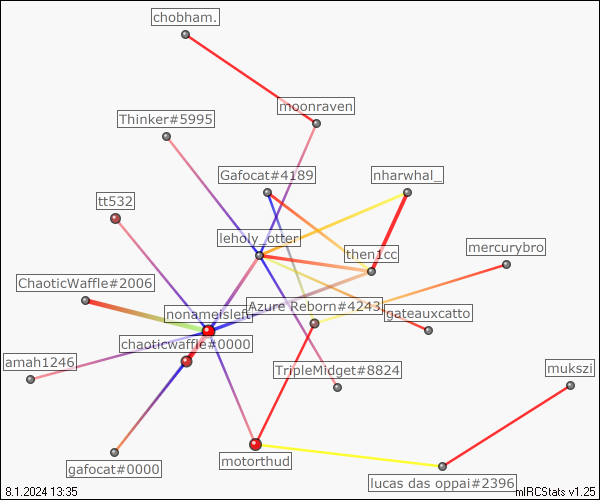 chobham.
moonraven
Thinker#5995
Gafocat#4189
nharwhal_
tt532
leholy_otter
mercurybro
then1cc
ChaoticWaffle#2006
nonameisleft
Azure Reborn#4243
gateauxcatto
chaoticwaffle#0000
amah1246
TripleMidget#8824
mukszi
gafocat#0000
motorthud
lucas das oppai#2396
8.1.2024 13:35
mIRCStats v1.25